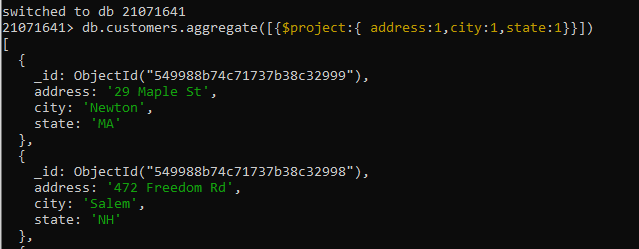 switched to db 21071641
21071641> db.customers.aggregate([{$project:{ address:1,city:1,state:1}}])
[
  {
    _id: ObjectId("549988b74c71737b38c32999"),
    address: '29 Maple St',
    city: 'Newton',
    state: 'MA'
  },
  {
    _id: ObjectId("549988b74c71737b38c32998"),
    address: '472 Freedom Rd',
    city: 'Salem',
    state: 'NH'
  },